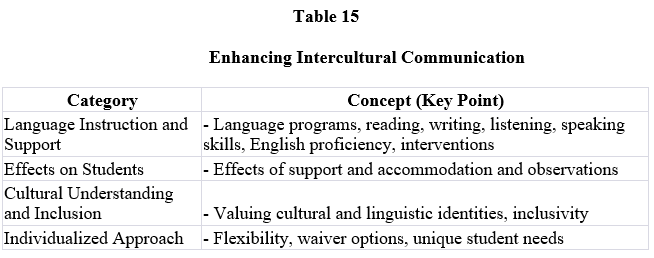 Table 15
Enhancing Intercultural Communication
Category
Concept (Key Point)
Language Instruction and
Support
- Language programs, reading, writing, listening, speaking
skills, English proficiency, interventions
Effects on Students
- Effects of support and accommodation and observations
Cultural Understanding
and Inclusion
- Valuing cultural and linguistic identities, inclusivity
Individualized Approach
- Flexibility, waiver options, unique student needs